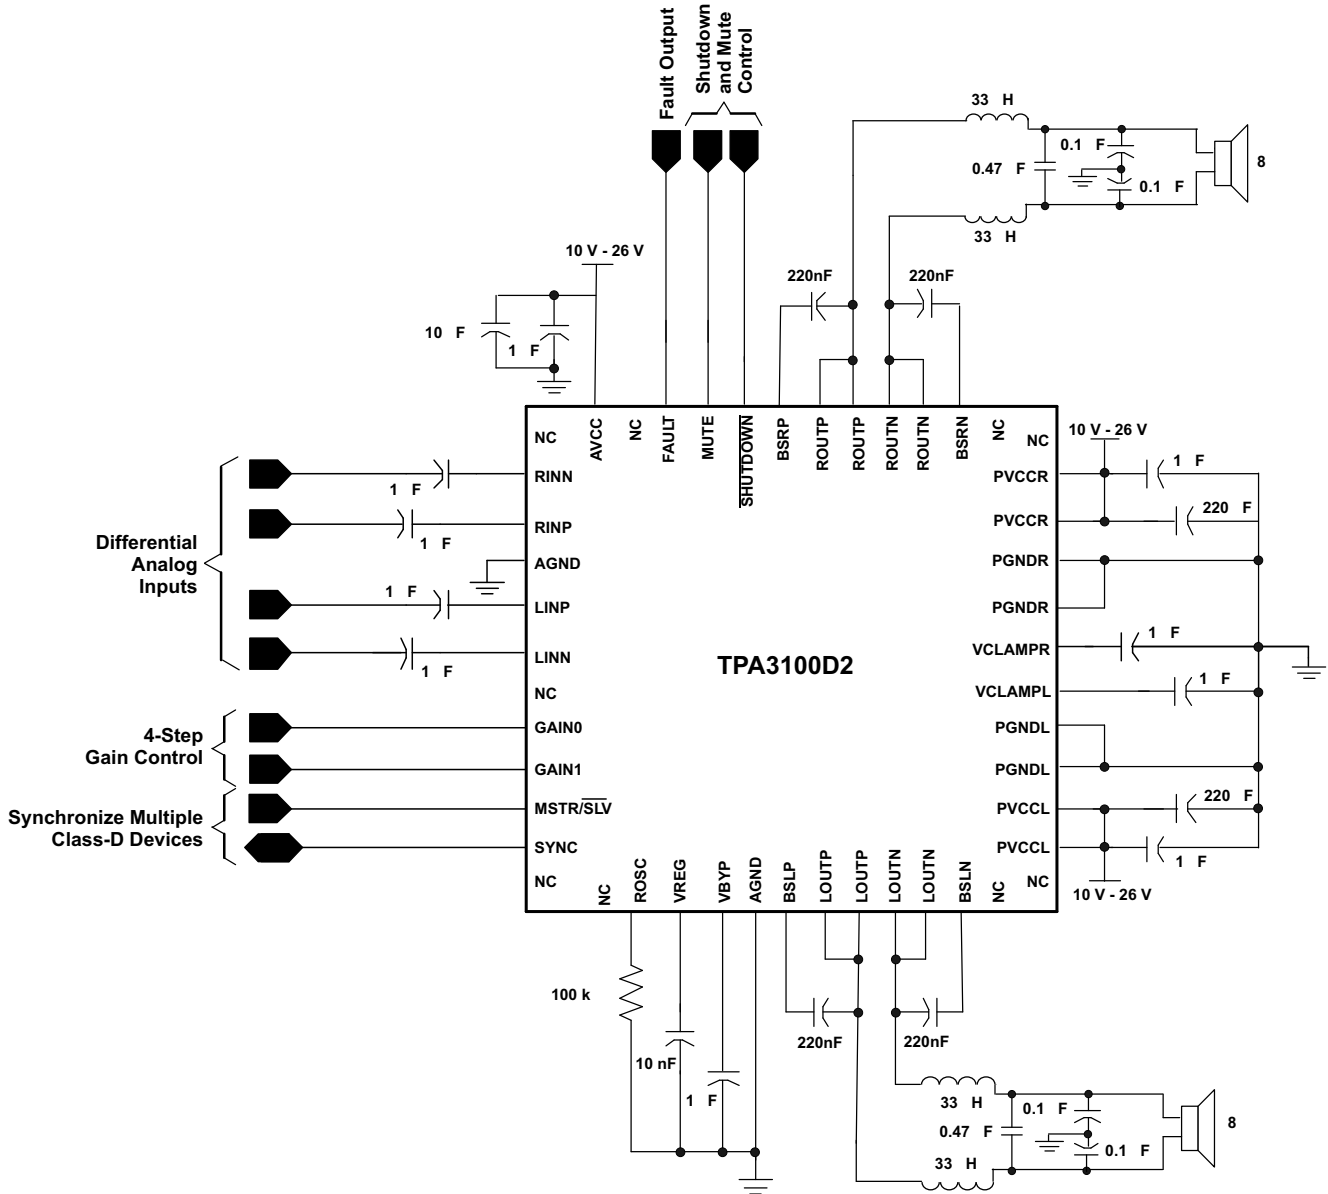 Fault Output
Shutdown
and Mute
Control
33 H
0.1 F
0.47 F
0.1 F
8
33 H
10 V - 26 V
220nF
220nF
10 F
1 F
NC
AVCC
NC
FAULT
MUTE
SHUTDOWN
BSRP
ROUTP
ROUTP
ROUTN
ROUTN
BSRN
NC
NC
10 V - 26 V
1 F
RINN
PVCCR
1 F
220 F
RINP
PVCCR
1 F
Differential
Analog
Inputs
AGND
PGNDR
1 F
LINP
PGNDR
1 F
LINN
VCLAMPR
1 F
TPA3100D2
NC
VCLAMPL
1 F
4-Step
Gain Control
GAIN0
PGNDL
GAIN1
PGNDL
220 F
Synchronize Multiple
Class-D Devices
MSTR/SLV
PVCCL
SYNC
PVCCL
1 F
NC
NC
ROSC
VREG
VBYP
AGND
BSLP
LOUTP
LOUTP
LOUTN
LOUTN
BSLN
NC
NC
10 V - 26 V
100 k
220nF
220nF
10 nF
1 F
33 H
0.1 F
0.47 F
0.1 F
8
33 H